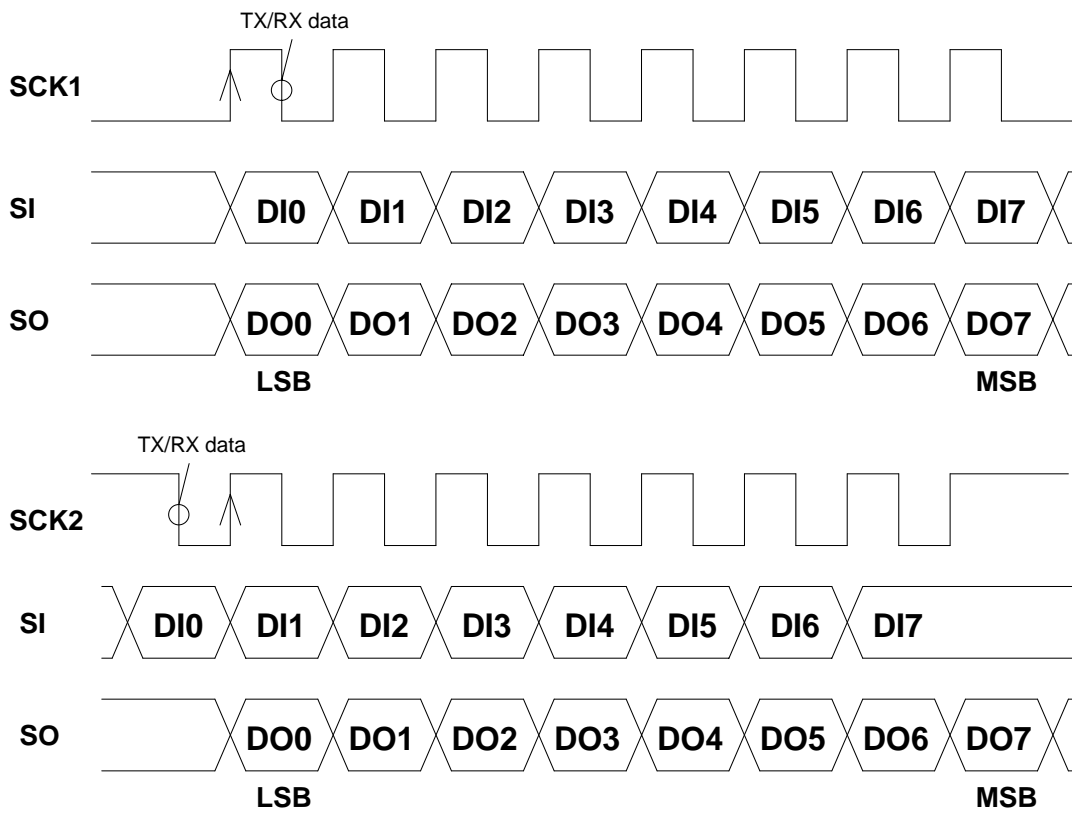 TX/RX data
SCK1
SI DI0 DI1 DI2 DI3 DI4 DI5 DI6 DI7
SO DO0 DO1 DO2 DO3 DO4 DO5 DO6 DO7
LSB MSB
TX/RX data
SCK2
SI DI0 DI1 DI2 DI3 DI4 DI5 DI6 DI7
SO DO0 DO1 DO2 DO3 DO4 DO5 DO6 DO7
LSB MSB